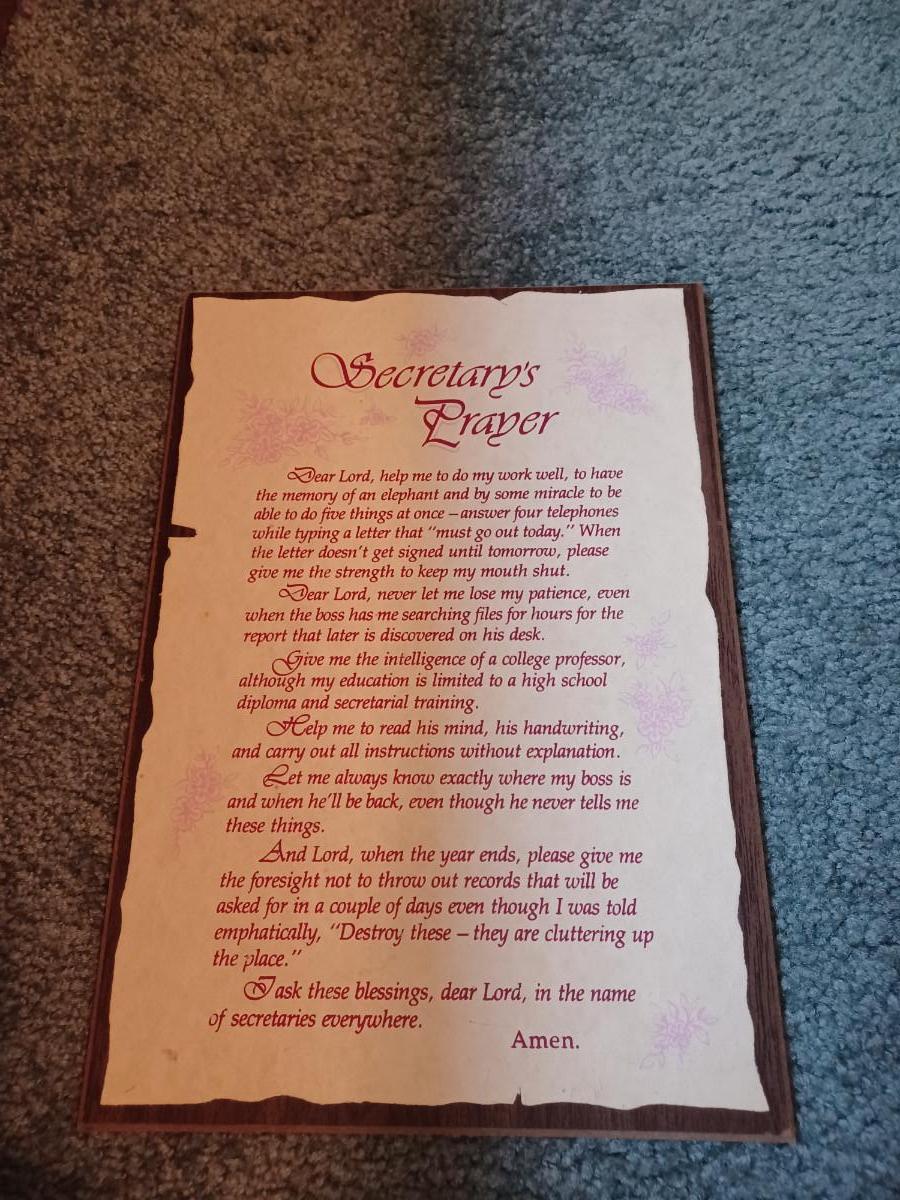 Secretary's
Prayer
Dear Lord, help me to do my work well, to have
the memory of an elephant and by some miracle to be
able to do five things at once – answer four telephones
while typing a letter that “must go out today.” When
the letter doesn't get signed until tomorrow, please
give me the strength to keep my mouth shut.
Dear Lord, never let me lose my patience, even
when the boss has me searching files for hours for the
report that later is discovered on his desk.
Give me the intelligence of a college professor,
although my education is limited to a high school
diploma and secretarial training.
Help me to read his mind, his handwriting,
and carry out all instructions without explanation.
Let me always know exactly where my boss is
and when he'll be back, even though he never tells me
these things.
And Lord, when the year ends, please give me
the foresight not to throw out records that will be
asked for in a couple of days even though I was told
emphatically, “Destroy these – they are cluttering up
the place.”
I ask these blessings, dear Lord, in the name
of secretaries everywhere.
Amen.